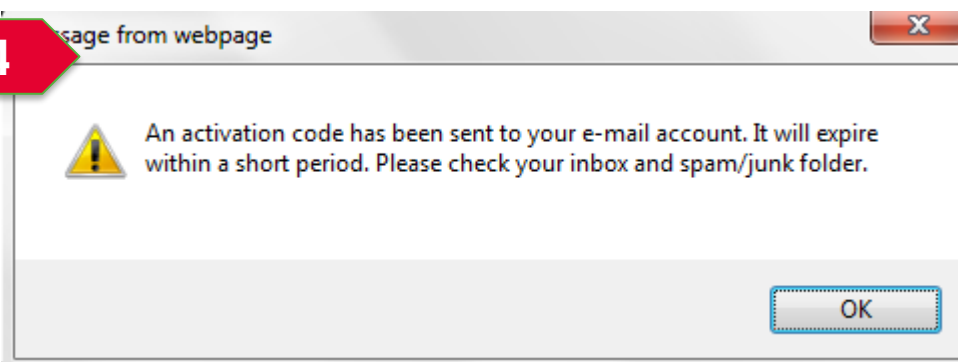 4
sage from webpage
An activation code has been sent to your e-mail account. It will expire
within a short period. Please check your inbox and spam/junk folder.
OK